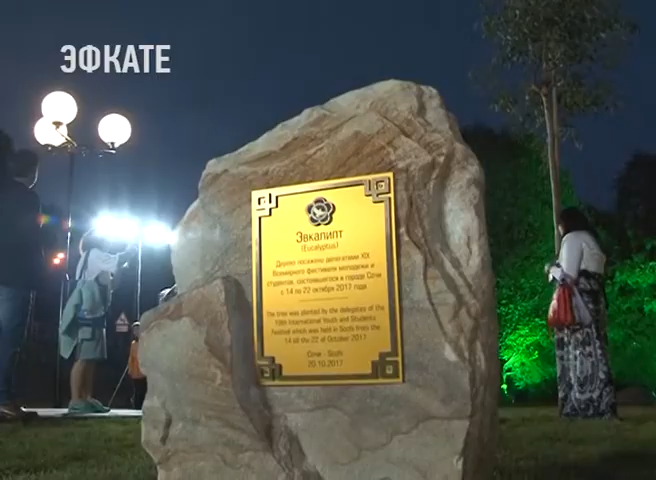 ЭФКАТЕ
Эвкалипт
(Eucalyptus)
Дерево посажено делегатами XIX
Всемирного фестиваля молодежи и
студентов, состоявшегося в городе Сочи
с 14 по 22 октября 2017 года.
The tree was planted by the delegates of the
19th International Youth and Students'
festival which was held in Sochi from the
14 till the 22 of October 2017
Сочи - Sochi
20.10.2017